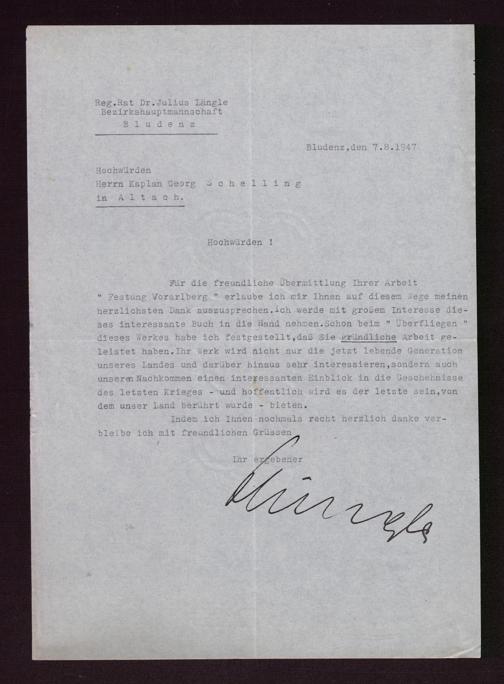 Reg.Rat Dr.Julius Längle
Bezirkshauptmannschaft
B l u d e n z
Bludenz,den 7.8.1947
Hochwürden
Herrn Kaplan Georg S c h e l l i n g
in A l t a c h.
Hochwürden !
Für die freundliche Übermittlung Ihrer Arbeit
" Festung Vorarlberg " erlaube ich mir Ihnen auf diesem Wege meinen
herzlichsten Dank auszusprechen.Ich werde mit großem Interesse die-
ses interessante Buch in die Hand nehmen.Schon beim " Überfliegen "
dieses Werkes habe ich festgestellt,daß Sie gründliche Arbeit ge-
leistet haben.Ihr Werk wird nicht nur die jetzt lebende Generation
unseres Landes und darüber hinaus sehr interessieren,sondern auch
unseren Nachkommen einen interessanten Einblick in die Geschehnisse
des letzten Krieges - und hoffentlich wird es der letzte sein,von
dem unser Land berührt wurde - bieten.
Indem ich Ihnen nochmals recht herzlich danke ver-
bleibe ich mit freundlichen Grüssen
Ihr ergebener